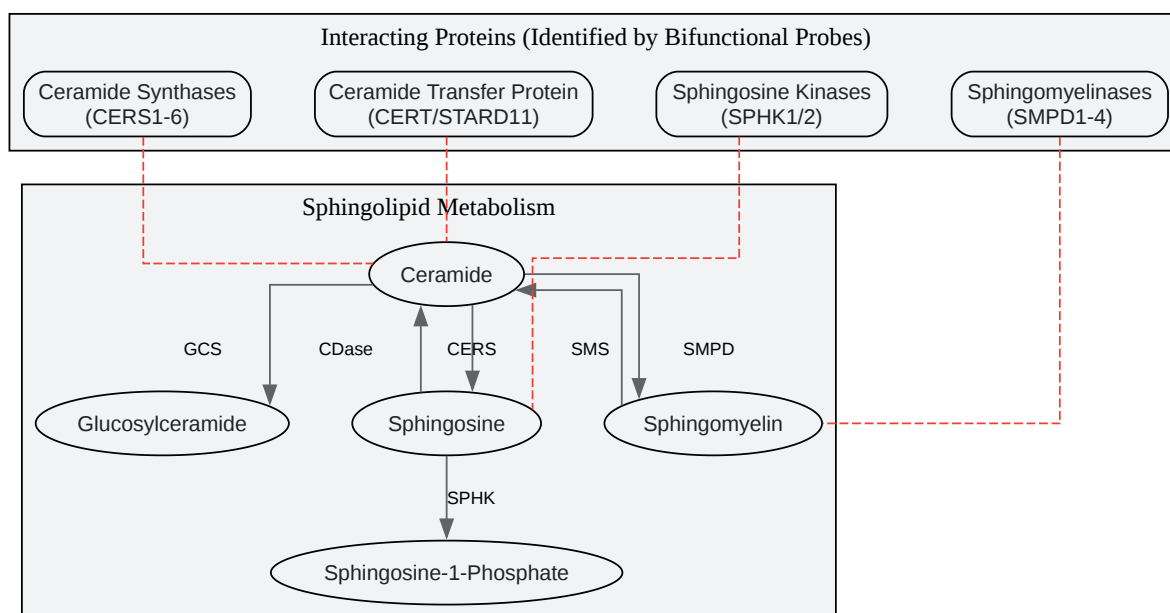 Interacting Proteins (Identified by Bifunctional Probes)
Ceramide Synthases
(CERS1-6)
Ceramide Transfer Protein
(CERT/STARD11)
Sphingosine Kinases
(SPHK1/2)
Sphingomyelinases
(SMPD1-4)
Sphingolipid Metabolism
Ceramide
GCS
CDase
CERS
SMS
SMPD
Glucosylceramide
Sphingosine
Sphingomyelin
SPHK
Sphingosine-1-Phosphate